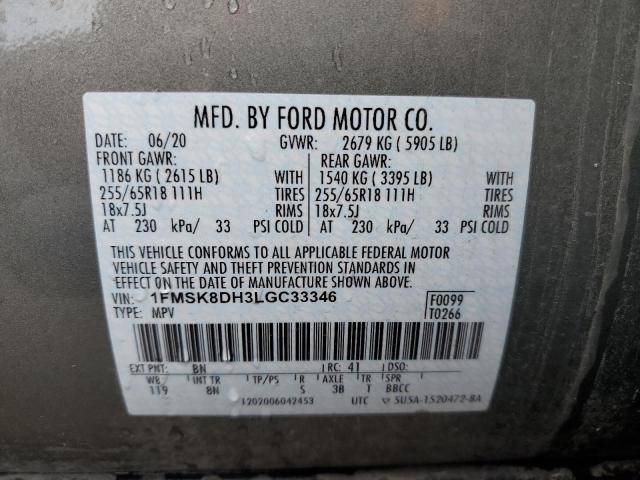 MFD. BY FORD MOTOR CO.
DATE: 06/20 GVWR: 2679 KG ( 5905 LB)
FRONT GAWR: REAR GAWR:
1186 KG ( 2615 LB) WITH 1540 KG ( 3395 LB) WITH
255/65R18 111H TIRES 255/65R18 111H TIRES
18x7.5J RIMS 18x7.5J RIMS
AT 230 kPa/ 33 PSI COLD AT 230 kPa/ 33 PSI COLD
THIS VEHICLE CONFORMS TO ALL APPLICABLE FEDERAL MOTOR
VEHICLE SAFETY AND THEFT PREVENTION STANDARDS IN
EFFECT ON THE DATE OF MANUFACTURE SHOWN ABOVE.
VIN: 1FMSK8DH3LGC33346 F0099
TYPE: MPV T0266
EXT PNT: BN RC: 41 DSO:
WB INT TR TP/PS R AXLE TR SPR
119 8N 5 3B T BBCC
1202006042453 UTC SU5A-1520472-BA